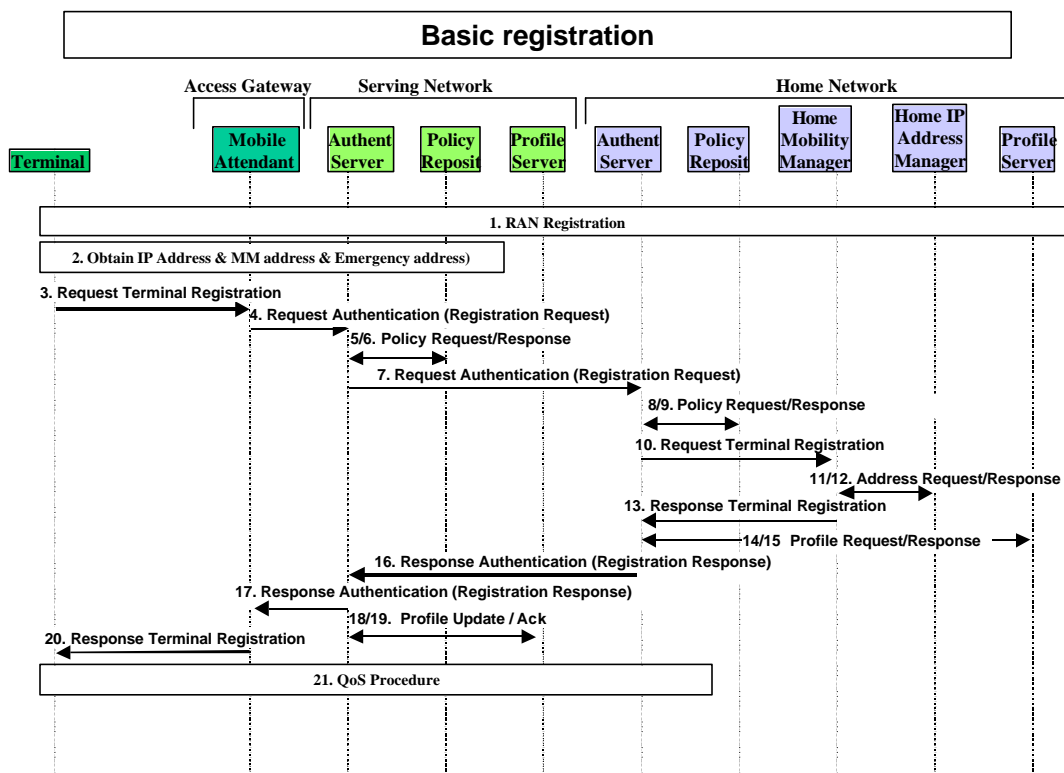 Basic registration
Access Gateway
Serving Network
Home Network
Terminal
Mobile
Attendant
Authent
Server
Policy
Reposit
Profile
Server
Authent
Server
Policy
Reposit
Home
Mobility
Manager
Home IP
Address
Manager
Profile
Server
1. RAN Registration
2. Obtain IP Address & MM address & Emergency address)
3. Request Terminal Registration
4. Request Authentication (Registration Request)
5/6. Policy Request/Response
7. Request Authentication (Registration Request)
8/9. Policy Request/Response
10. Request Terminal Registration
11/12. Address Request/Response
13. Response Terminal Registration
14/15 Profile Request/Response
16. Response Authentication (Registration Response)
17. Response Authentication (Registration Response)
18/19. Profile Update / Ack
20. Response Terminal Registration
21. QoS Procedure